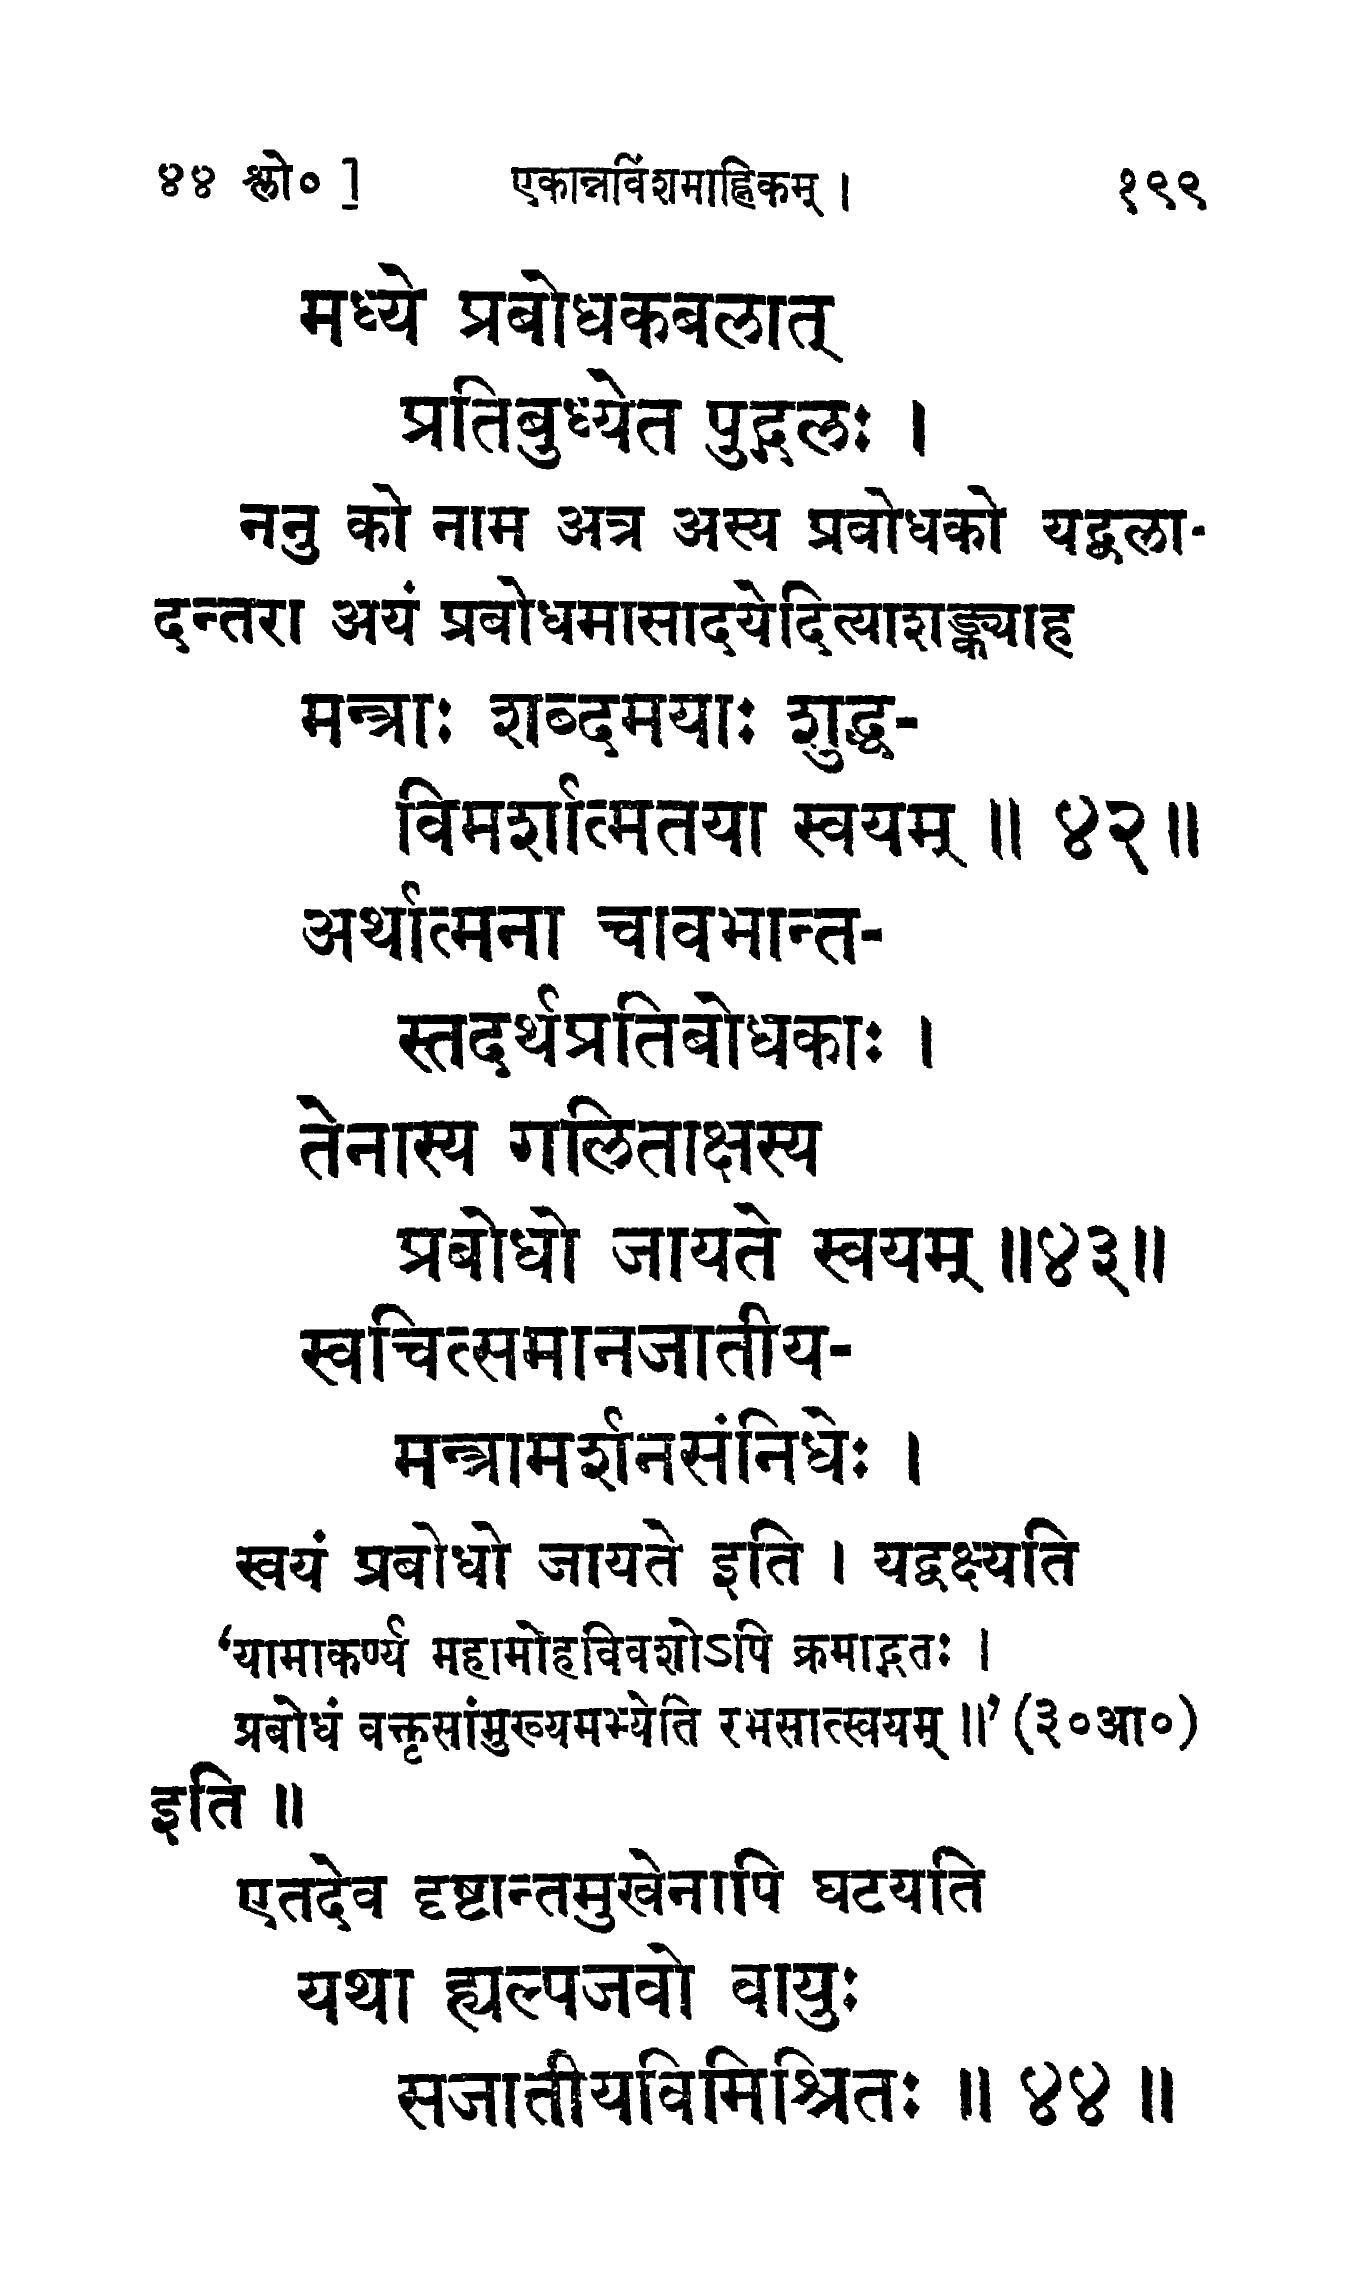 ४४ श्लो० ] एकान्नविंशमाह्निकम् । १९९
मध्ये प्रबोधकबलात्
प्रतिबुध्येत पुद्गलः ।
ननु को नाम अत्र अस्य प्रबोधको यद्बला-
दन्तरा अयं प्रबोधमासादयेदित्याशङ्क्याह
मन्त्राः शब्दमयाः शुद्ध-
विमर्शात्मतया स्वयम् ॥ ४२ ॥
अर्थात्मना चावभान्त-
स्तदर्थप्रतिबोधकाः ।
तेनास्य गलिताक्षस्य
प्रबोधो जायते स्वयम् ॥४३॥
स्वचित्समानजातीय-
मन्त्रामर्शनसंनिधेः ।
स्वयं प्रबोधो जायते इति । यद्वक्ष्यति
‘यामाकर्ण्य महामोहविवशोऽपि क्रमाद्गतः ।
प्रबोधं वक्तृसांमुख्यमभ्येति रभसात्स्वयम् ॥’ (३०आ०)
इति ॥
एतदेव दृष्टान्तमुखेनापि घटयति
यथा ह्यल्पजवो वायुः
सजातीयविमिश्रितः ॥ ४४ ॥